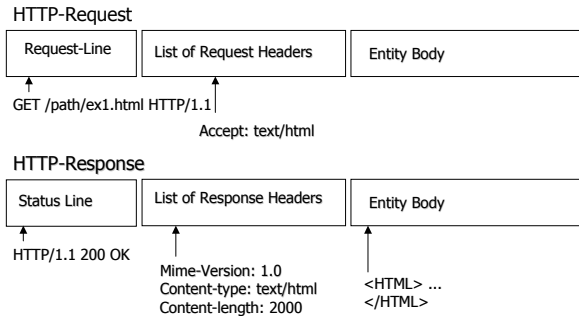 HTTP-Request
Request-Line
List of Request Headers
Entity Body
GET /path/ex1.html HTTP/1.1
Accept: text/html
HTTP-Response
Status Line
List of Response Headers
Entity Body
HTTP/1.1 200 OK
Mime-Version: 1.0
Content-type: text/html
Content-length: 2000
<HTML> ...
</HTML>